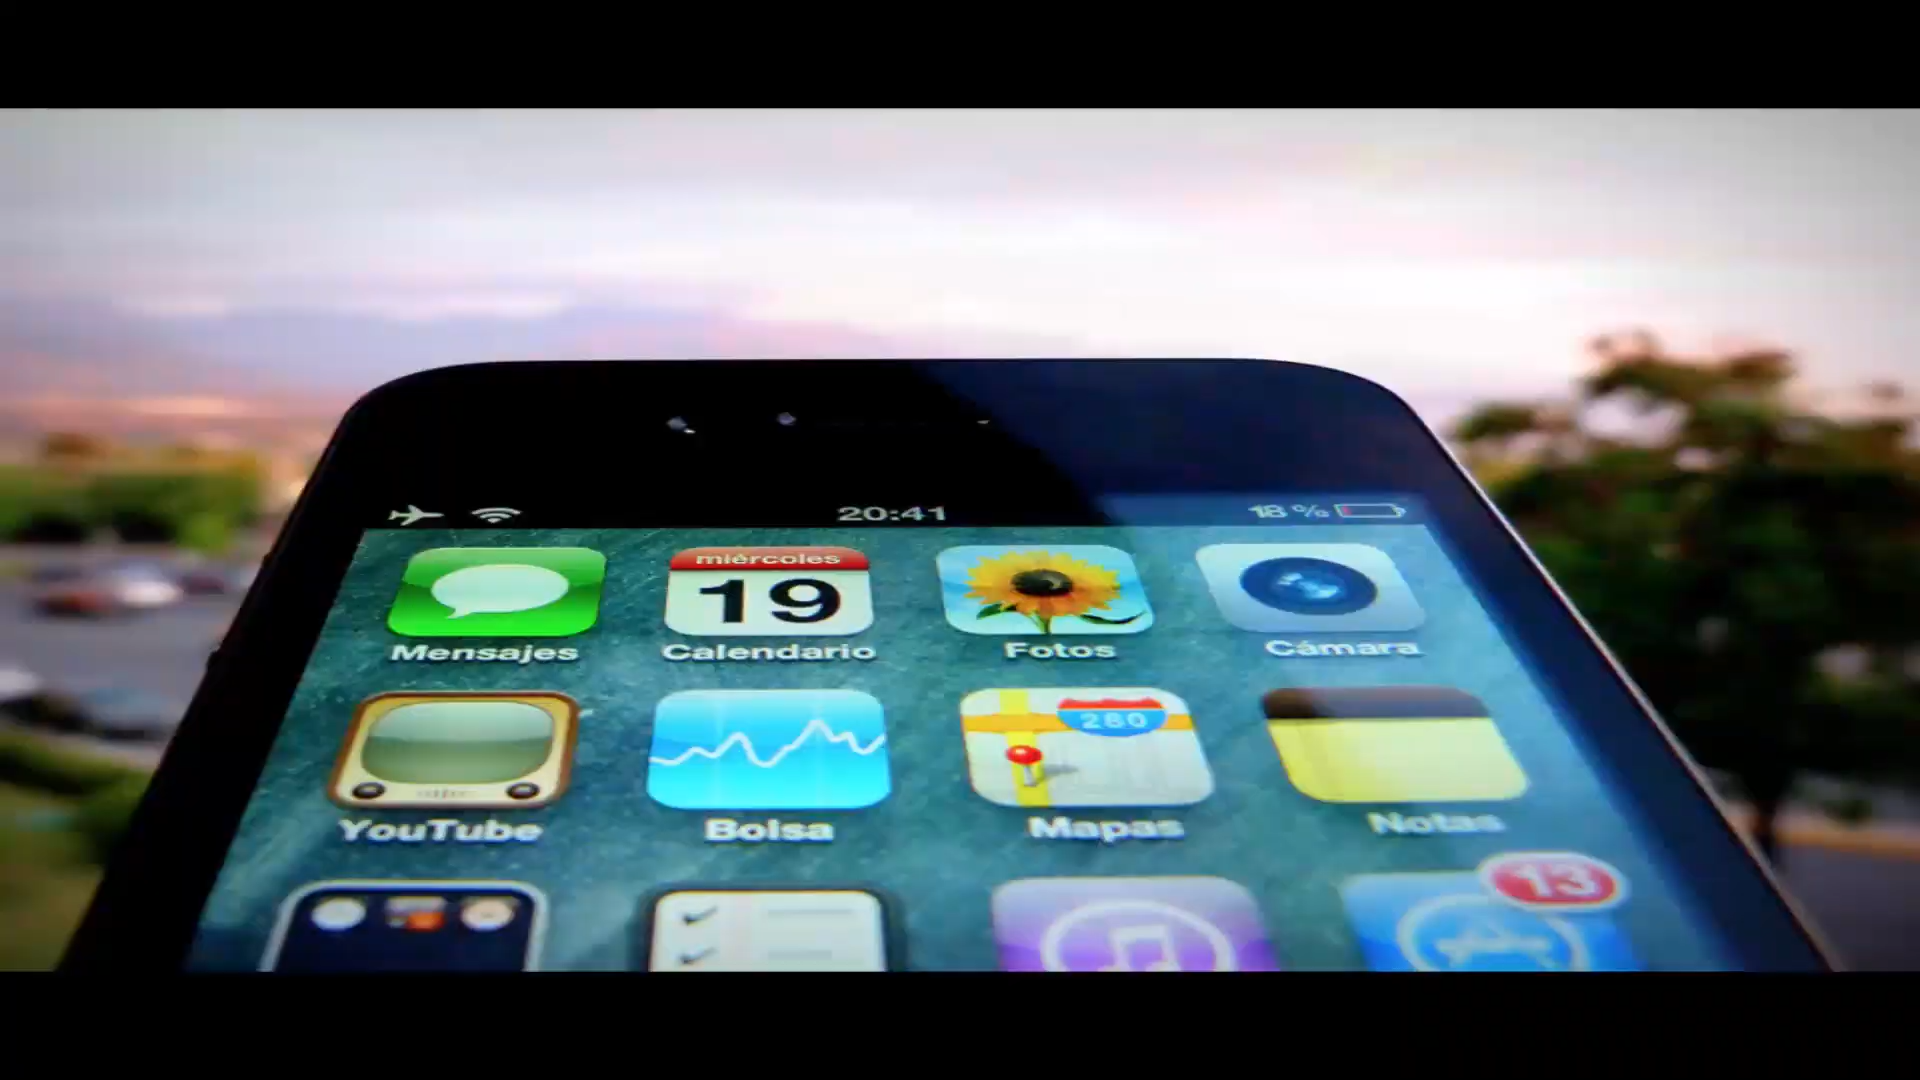 20:41 18 %
miércoles
19
Mensajes Calendario Fotos Cámara
280
YouTube Bolsa Mapas Notas
13